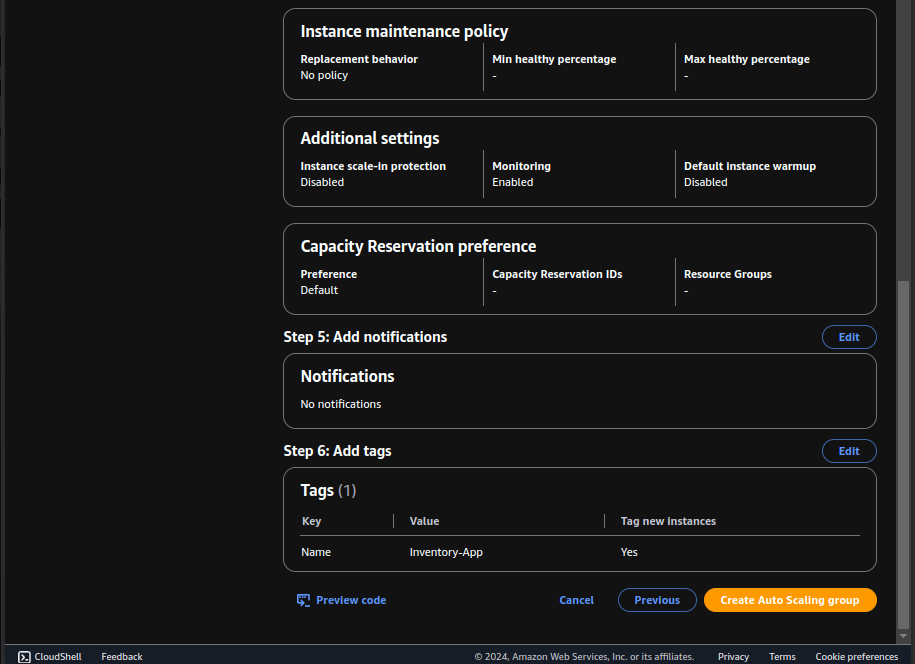 Instance maintenance policy
Replacement behavior Min healthy percentage Max healthy percentage
No policy - -
Additional settings
Instance scale-in protection Monitoring Default instance warmup
Disabled Enabled Disabled
Capacity Reservation preference
Preference Capacity Reservation IDs Resource Groups
Default - -
Step 5: Add notifications Edit
Notifications
No notifications
Step 6: Add tags Edit
Tags (1)
Key Value Tag new instances
Name Inventory-App Yes
Preview code Cancel Previous Create Auto Scaling group
CloudShell Feedback © 2024, Amazon Web Services, Inc. or its affiliates. Privacy Terms Cookie preferences